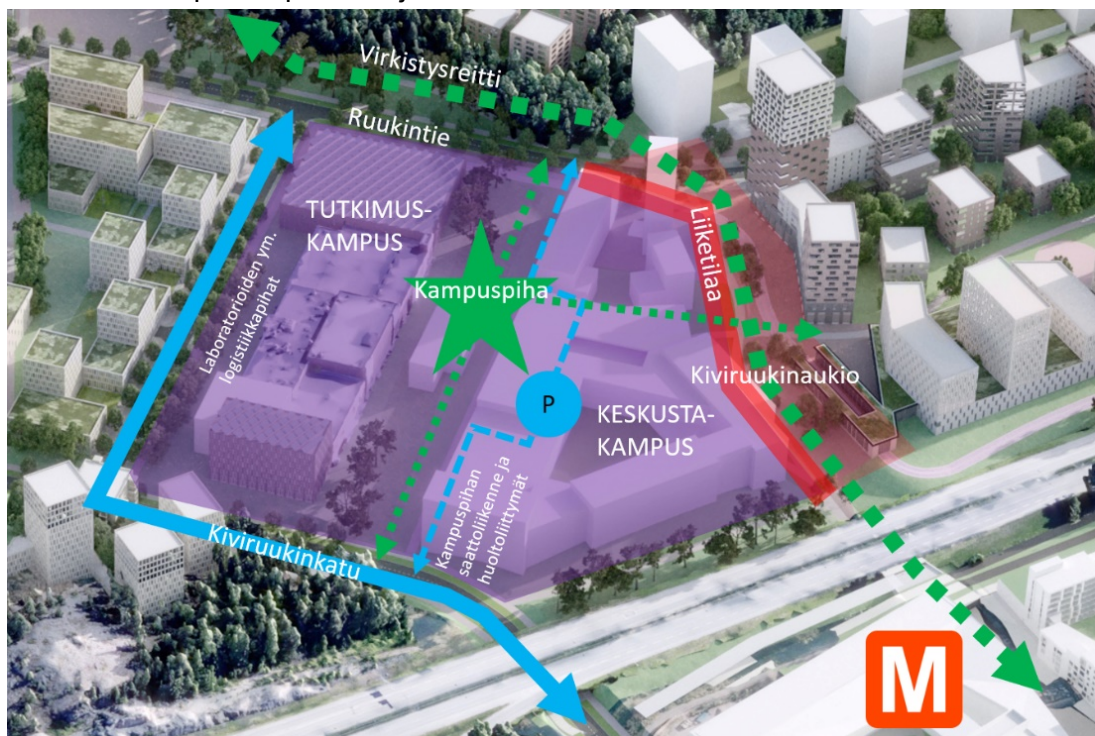 Virkistysreitti
Ruukintie
TUTKIMUS-
KAMPUS
Liiketilaa
Laboratorioiden ym.
logistiikkapihat
Kampuspiha
Kiviruukinaukio
P
KESKUSTA-
KAMPUS
Kampuspihan
saattoliikenne ja
huoltoliittymät
Kiviruukinkatu
M